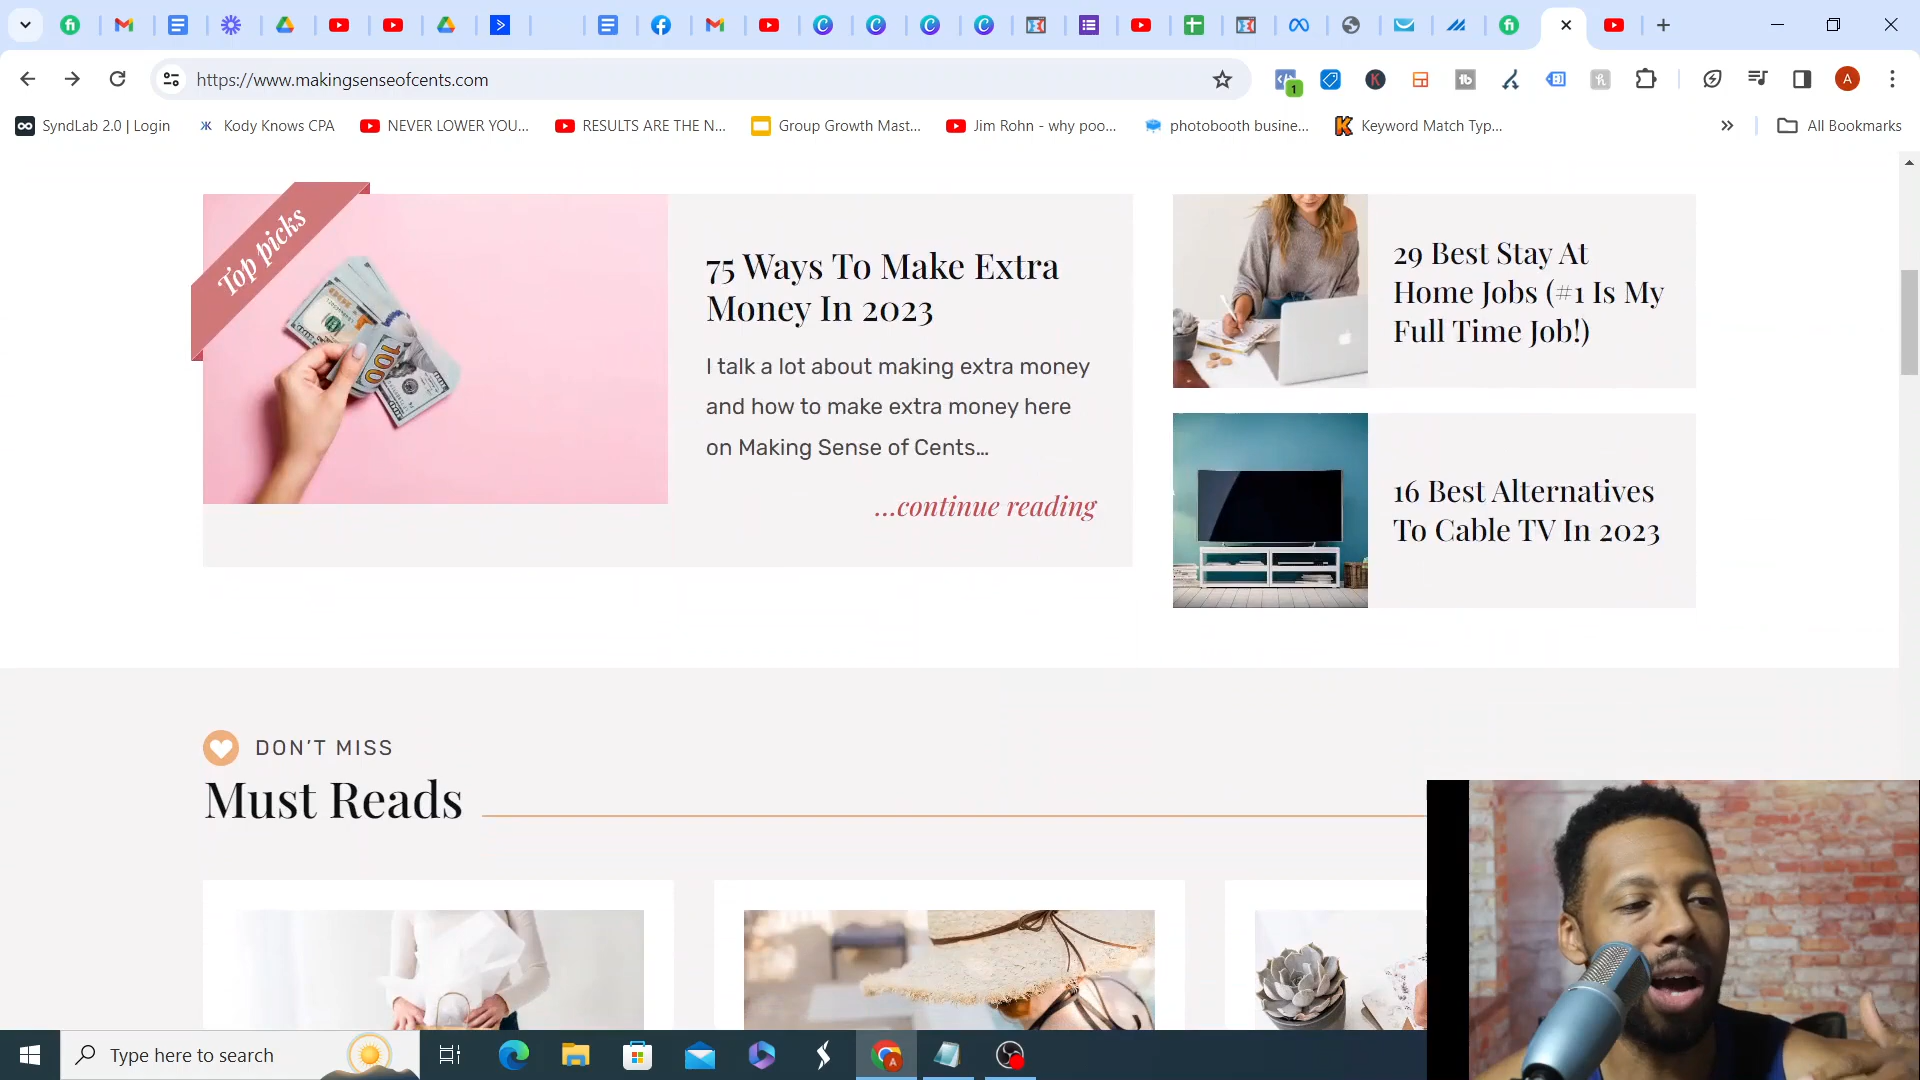 https://www.makingsenseofcents.com
1
A
SyndLab 2.0 | Login
Kody Knows CPA
NEVER LOWER YOU...
RESULTS ARE THE N...
Group Growth Mast...
Jim Rohn - why poo...
photobooth busine...
Keyword Match Typ...
All Bookmarks
Top picks
75 Ways To Make Extra
Money In 2023
I talk a lot about making extra money
and how to make extra money here
on Making Sense of Cents...
...continue reading
29 Best Stay At
Home Jobs (#1 Is My
Full Time Job!)
16 Best Alternatives
To Cable TV In 2023
DON'T MISS
Must Reads
Type here to search